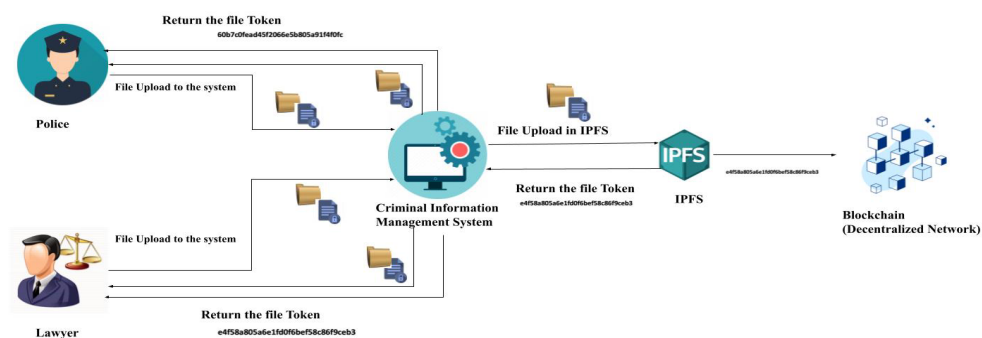 Return the file Token
60b7c0fead45f2066e5b805a91f4f0fc
File Upload to the system
Police
File Upload in IPFS
IPFS
e4f58a805a6e1fd0f6bef58c86f9ceb3
Return the file Token
e4f58a805a6e1fd0f6bef58c86f9ceb3
IPFS
Criminal Information
Management System
Blockchain
(Decentralized Network)
File Upload to the system
Lawyer
Return the file Token
e4f58a805a6e1fd0f6bef58c86f9ceb3